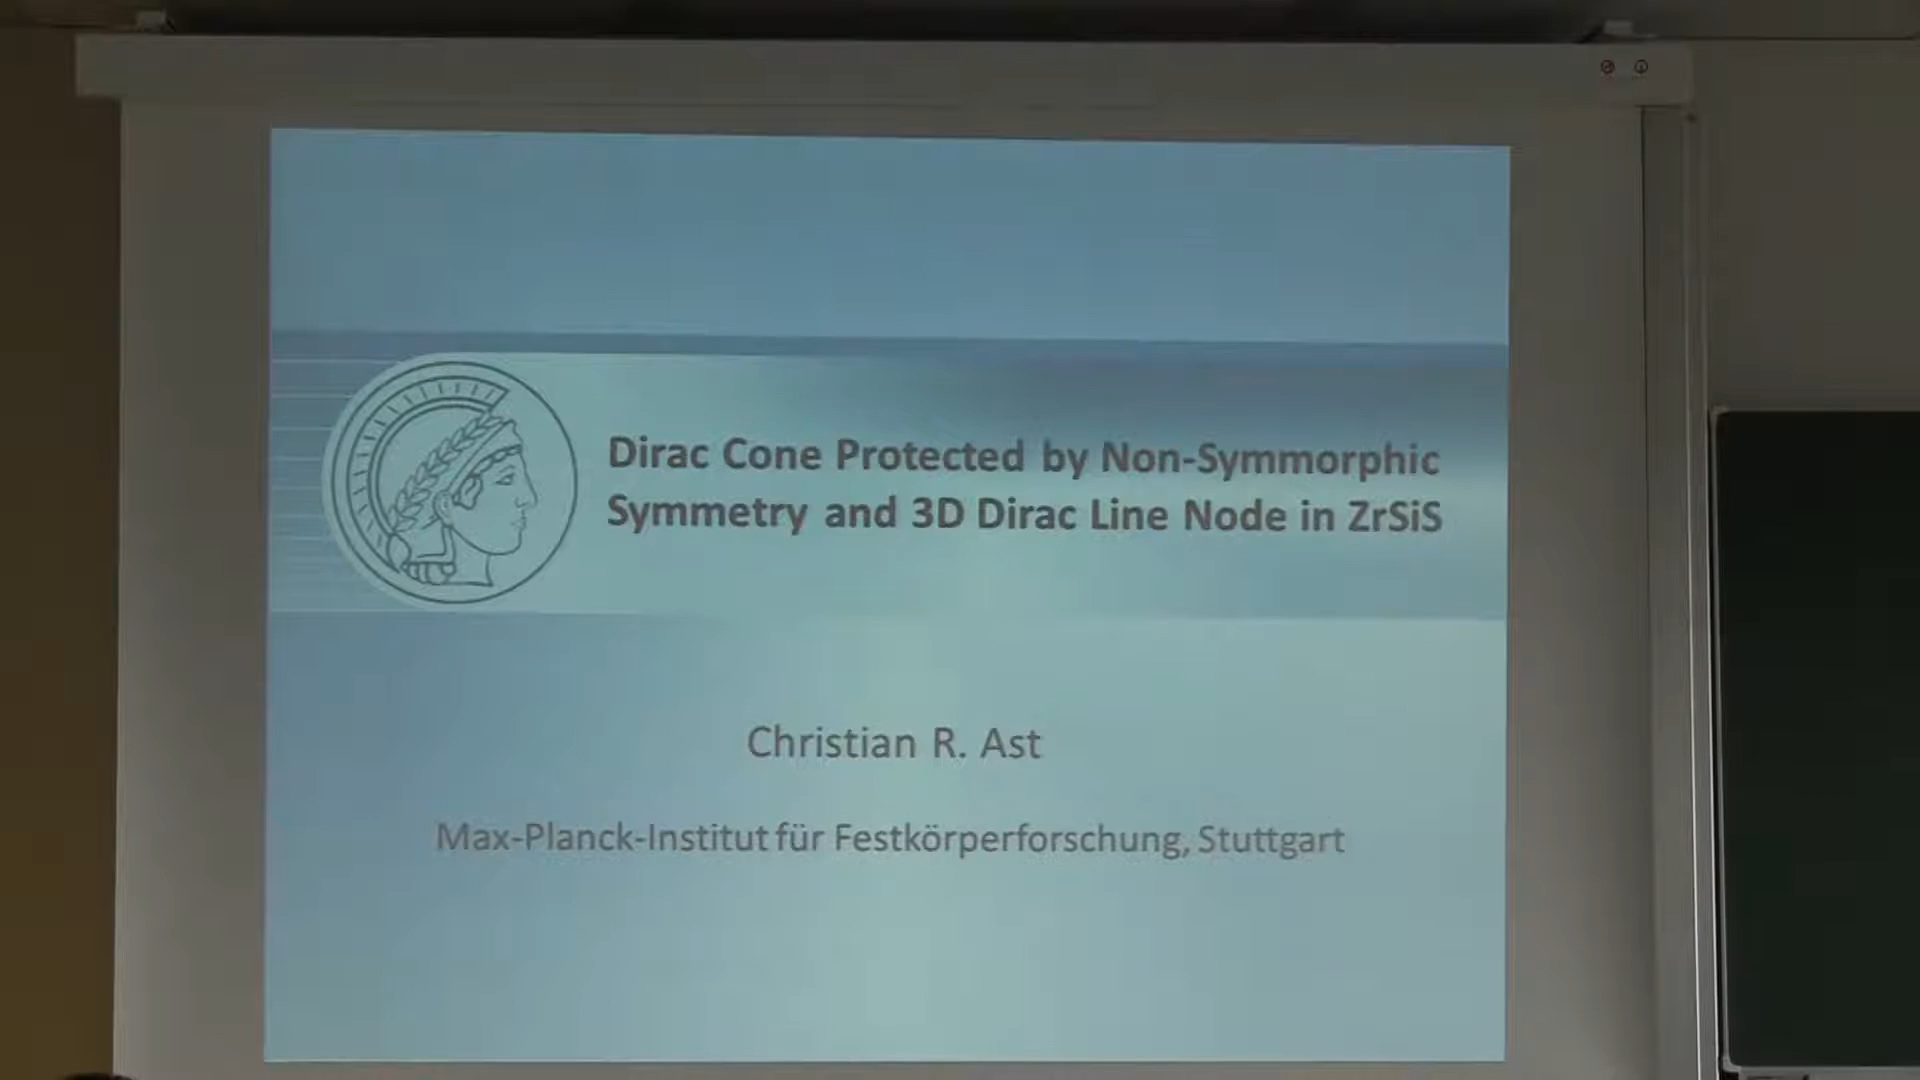 Dirac Cone Protected by Non-Symmorphic
Symmetry and 3D Dirac Line Node in ZrSiS
Christian R. Ast
Max-Planck-Institut für Festkörperforschung, Stuttgart